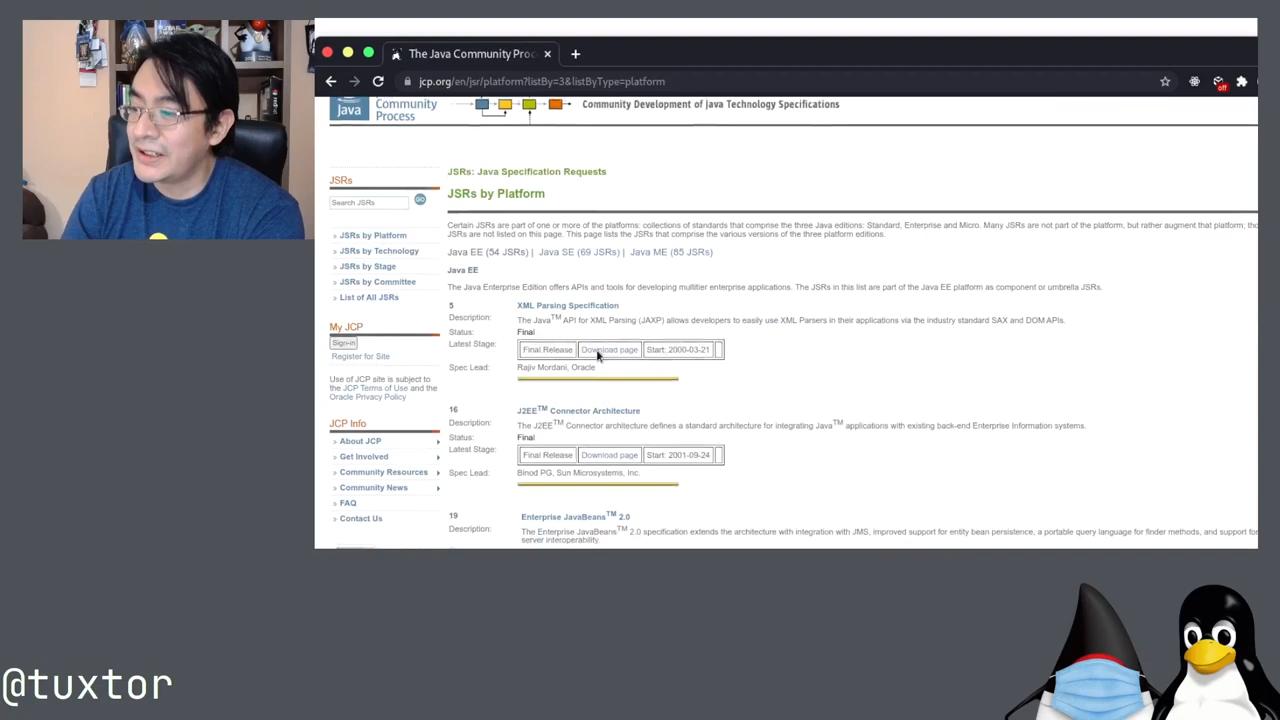 The Java Community Proc
jcp.org/en/jsr/platform?listBy=3&listByType=platform
off
Java
Community
Process
Community Development of Java Technology Specifications
JSRs
Search JSRs
GO
» JSRs by Platform
» JSRs by Technology
» JSRs by Stage
» JSRs by Committee
» List of All JSRs
My JCP
Sign-in
» Register for Site
Use of JCP site is subject to
the JCP Terms of Use and the
Oracle Privacy Policy
JCP Info
» About JCP
» Get Involved
» Community Resources
» Community News
» FAQ
» Contact Us
JSRs: Java Specification Requests
JSRs by Platform
Certain JSRs are part of one or more of the platforms: collections of standards that comprise the three Java editions: Standard, Enterprise and Micro. Many JSRs are not part of the platform, but rather augment that platform; tho
JSRs are not listed on this page. This page lists the JSRs that comprise the various versions of the three platform editions.
Java EE (54 JSRs) | Java SE (69 JSRs) | Java ME (85 JSRs)
Java EE
The Java Enterprise Edition offers APIs and tools for developing multitier enterprise applications. The JSRs in this list are part of the Java EE platform as component or umbrella JSRs.
5 XML Parsing Specification
Description: The Java™ API for XML Parsing (JAXP) allows developers to easily use XML Parsers in their applications via the industry standard SAX and DOM APIs.
Status: Final
Latest Stage: Final Release Download page Start: 2000-03-21
Spec Lead: Rajiv Mordani, Oracle
16 J2EE™ Connector Architecture
Description: The J2EE™ Connector architecture defines a standard architecture for integrating Java™ applications with existing back-end Enterprise Information systems.
Status: Final
Latest Stage: Final Release Download page Start: 2001-09-24
Spec Lead: Binod PG, Sun Microsystems, Inc.
19 Enterprise JavaBeans™ 2.0
Description: The Enterprise JavaBeans™ 2.0 specification extends the architecture with integration with JMS, improved support for entity bean persistence, a portable query language for finder methods, and support fo
server interoperability.
@tuxtor